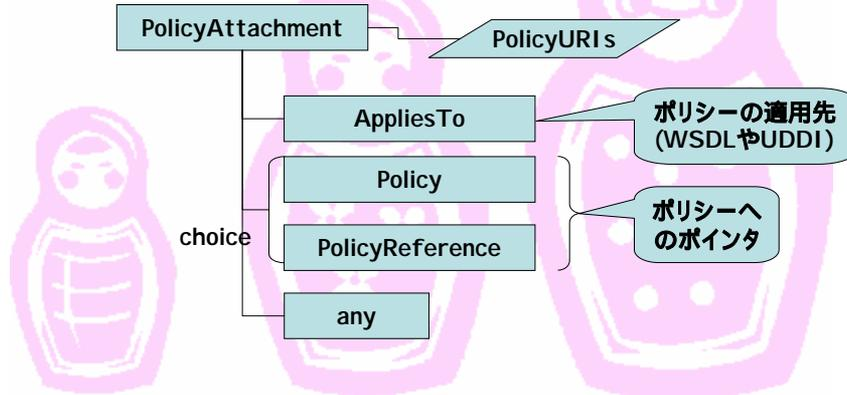 PolicyAttachment
PolicyURIs
AppliesTo
ポリシーの適用先
(WSDLやUDDI)
Policy
choice
PolicyReference
ポリシーへ
のポインタ
any